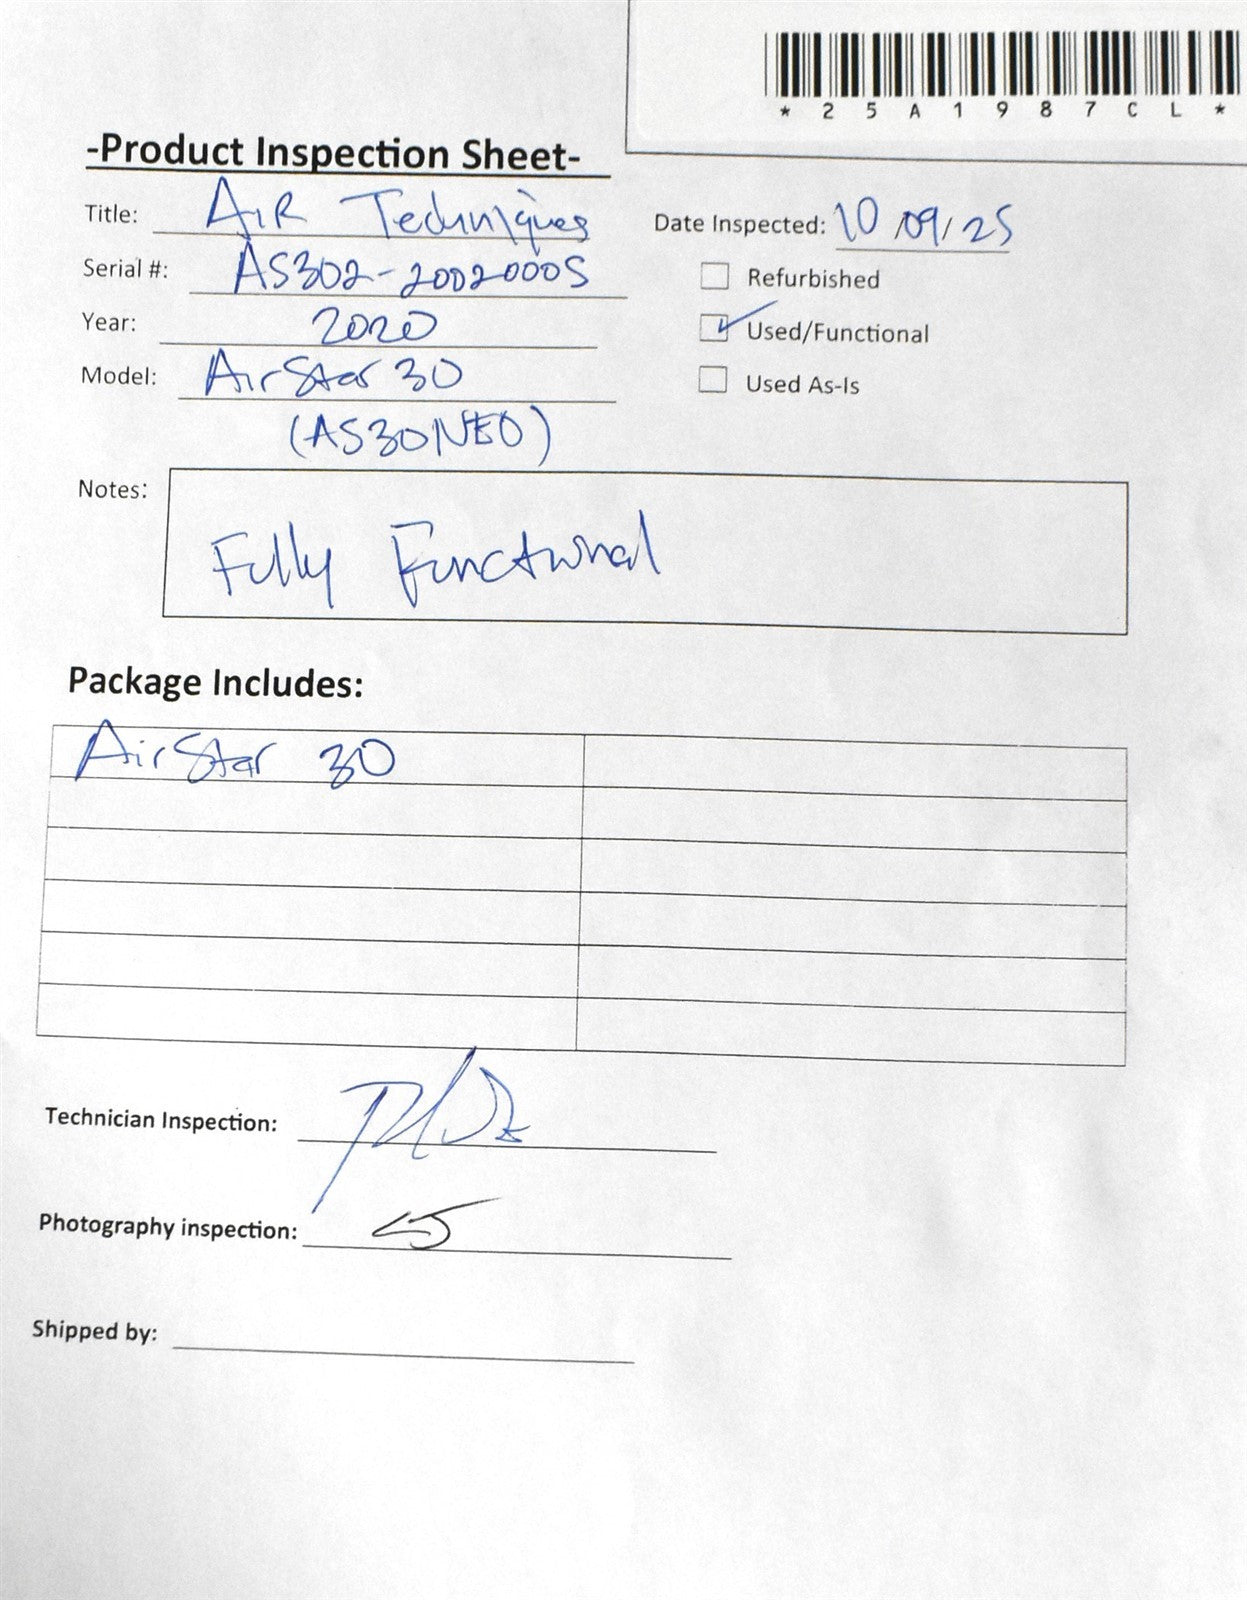 * 2 5 A 1 9 8 7 C L *
-Product Inspection Sheet-
Title: AIR Techniques
Date Inspected: 10/09/25
Serial #: AS302-20020005
Refurbished
Year: 2020
Used/Functional
Model: AirStar 30
Used As-Is
(AS30NEO)
Notes:
Fully Functional
Package Includes:
AirStar 30
Technician Inspection:
Photography inspection:
Shipped by: